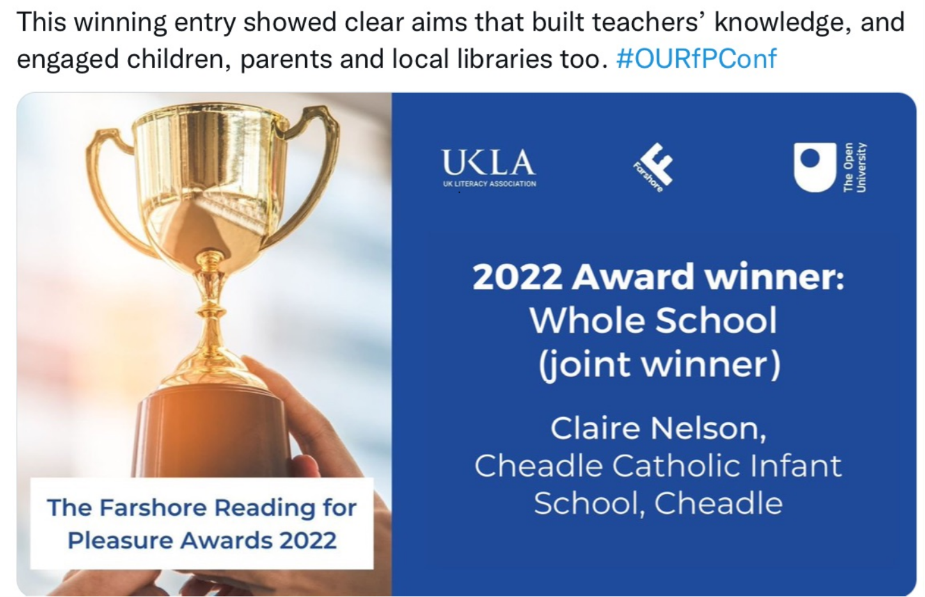 This winning entry showed clear aims that built teachers’ knowledge, and
engaged children, parents and local libraries too. #OURfPConf
UKLA
UK LITERACY ASSOCIATION
Farshore
The Open
University
2022 Award winner:
Whole School
(joint winner)
Claire Nelson,
Cheadle Catholic Infant
School, Cheadle
The Farshore Reading for
Pleasure Awards 2022